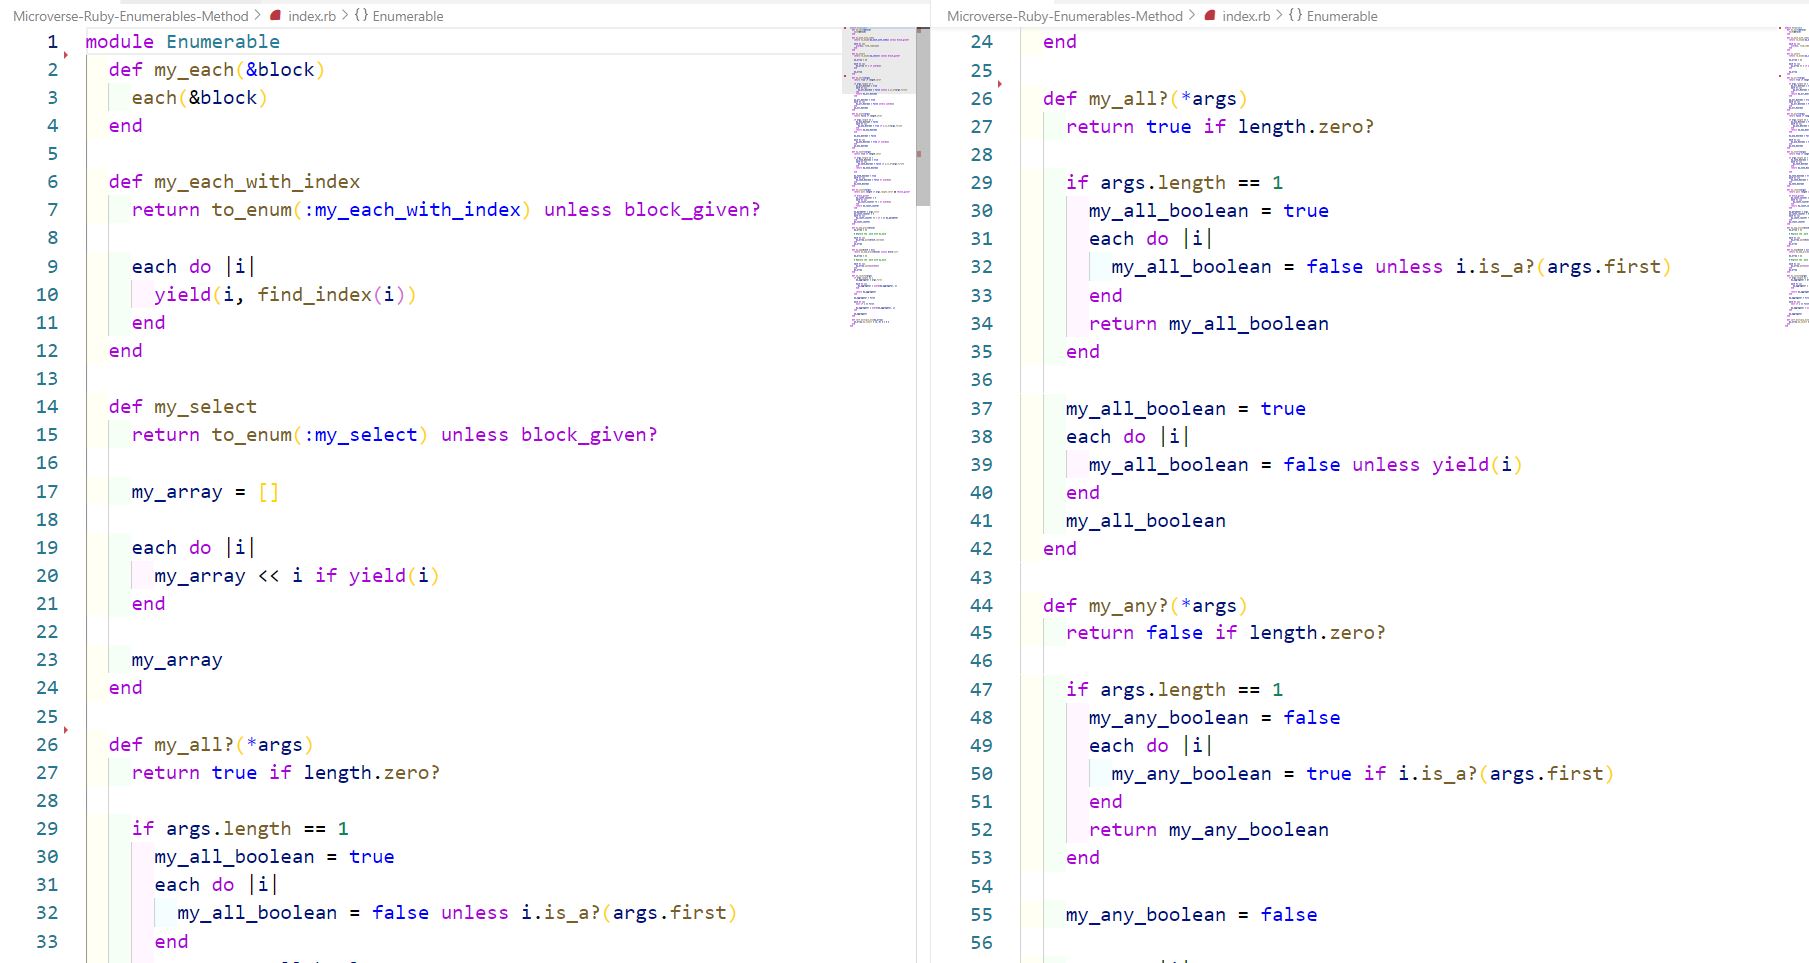 Microverse-Ruby-Enumerables-Method > index.rb > {} Enumerable
1 module Enumerable
2   def my_each(&block)
3     each(&block)
4   end
5
6   def my_each_with_index
7     return to_enum(:my_each_with_index) unless block_given?
8
9     each do |i|
10       yield(i, find_index(i))
11     end
12   end
13
14   def my_select
15     return to_enum(:my_select) unless block_given?
16
17     my_array = []
18
19     each do |i|
20       my_array << i if yield(i)
21     end
22
23     my_array
24   end
25
26   def my_all?(*args)
27     return true if length.zero?
28
29     if args.length == 1
30       my_all_boolean = true
31       each do |i|
32         my_all_boolean = false unless i.is_a?(args.first)
33       end
Microverse-Ruby-Enumerables-Method > index.rb > {} Enumerable
24   end
25
26   def my_all?(*args)
27     return true if length.zero?
28
29     if args.length == 1
30       my_all_boolean = true
31       each do |i|
32         my_all_boolean = false unless i.is_a?(args.first)
33       end
34       return my_all_boolean
35     end
36
37     my_all_boolean = true
38     each do |i|
39       my_all_boolean = false unless yield(i)
40     end
41     my_all_boolean
42   end
43
44   def my_any?(*args)
45     return false if length.zero?
46
47     if args.length == 1
48       my_any_boolean = false
49       each do |i|
50         my_any_boolean = true if i.is_a?(args.first)
51       end
52       return my_any_boolean
53     end
54
55     my_any_boolean = false
56